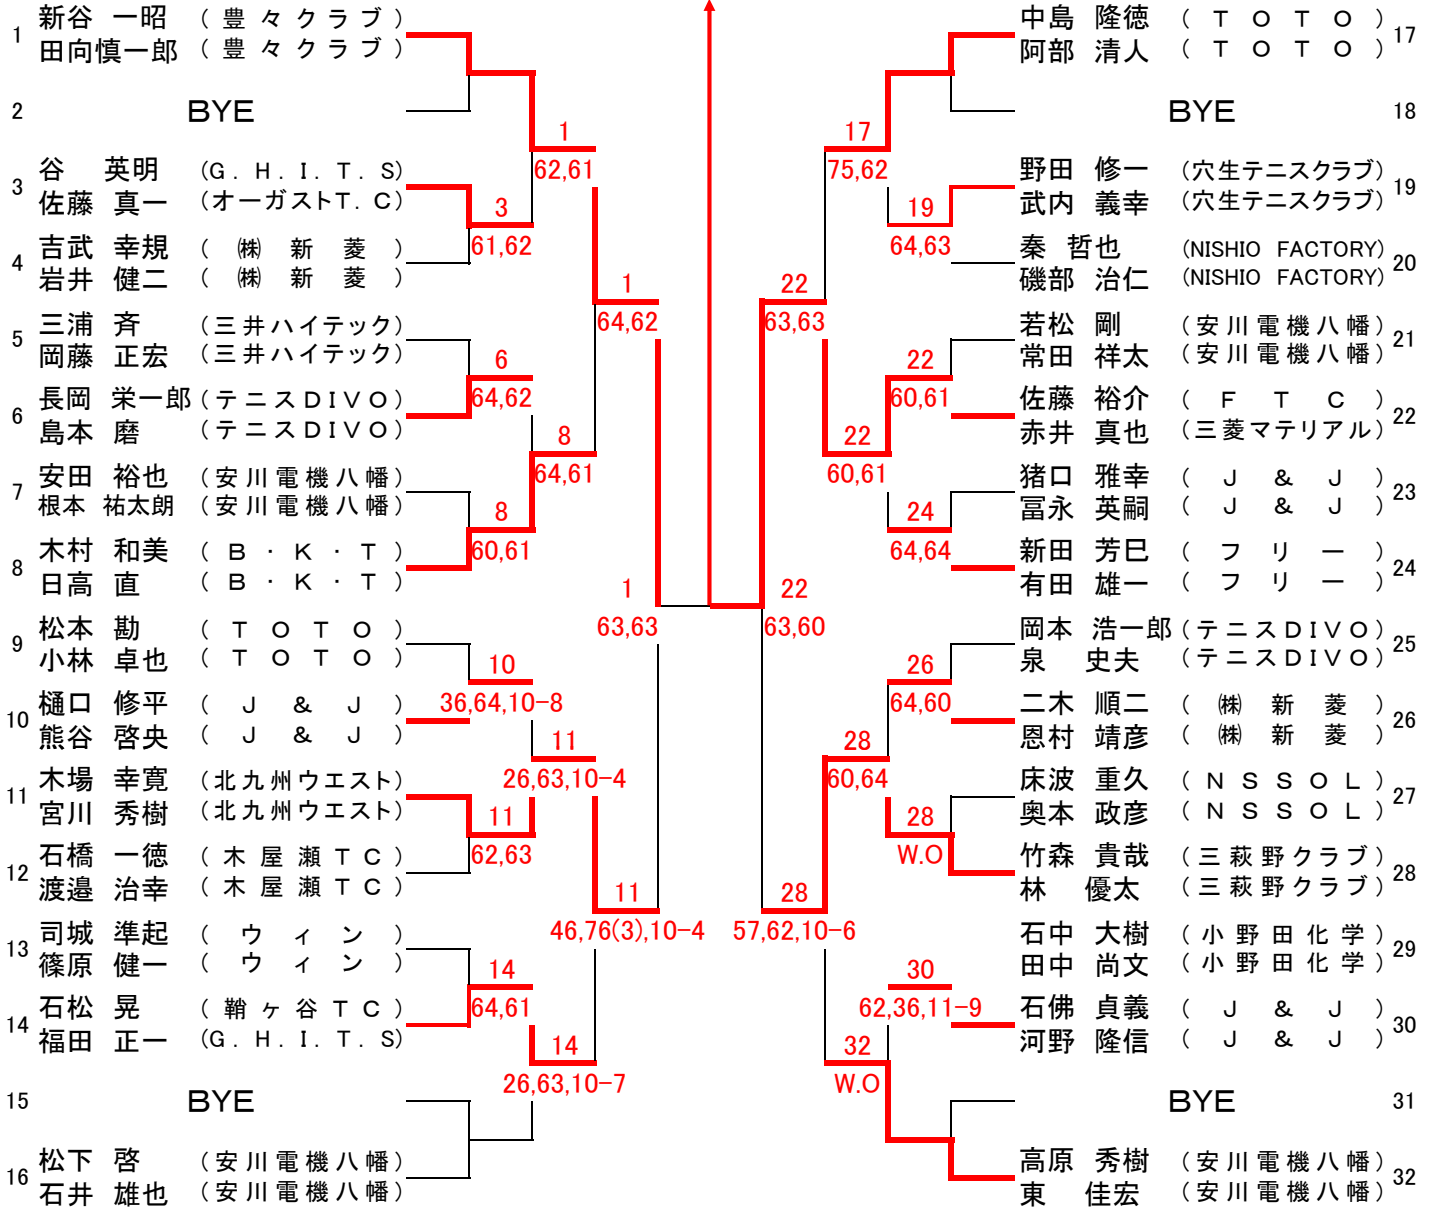 1 新谷 一昭 (豊々クラブ)
田向慎一郎 (豊々クラブ)
2 BYE
3 谷 英明 (G.H.I.T.S)
佐藤 真一 (オーガストT.C)
4 吉武 幸規 (㈱新菱)
岩井 健二 (㈱新菱)
5 三浦 斉 (三井ハイテック)
岡藤 正宏 (三井ハイテック)
6 長岡 栄一郎 (テニスDIVO)
島本 磨 (テニスDIVO)
7 安田 裕也 (安川電機八幡)
根本 祐太朗 (安川電機八幡)
8 木村 和美 (B・K・T)
日高 直 (B・K・T)
9 松本 勘 (TOTO)
小林 卓也 (TOTO)
10 樋口 修平 (J&J)
熊谷 啓央 (J&J)
11 木場 幸寛 (北九州ウエスト)
宮川 秀樹 (北九州ウエスト)
12 石橋 一徳 (木屋瀬TC)
渡邉 治幸 (木屋瀬TC)
13 司城 準起 (ウィン)
篠原 健一 (ウィン)
14 石松 晃 (鞘ヶ谷TC)
福田 正一 (G.H.I.T.S)
15 BYE
16 松下 啓 (安川電機八幡)
石井 雄也 (安川電機八幡)
3
61,62
6
64,62
8
60,61
10
36,64,10-8
11
62,63
14
64,61
1
62,61
8
64,61
11
26,63,10-4
14
26,63,10-7
1
64,62
11
46,76(3),10-4
1
63,63
22
63,60
22
63,63
28
57,62,10-6
17
75,62
22
60,61
28
60,64
32
W.O
19
64,63
22
60,61
24
64,64
26
64,60
28
W.O
30
62,36,11-9
中島 隆徳 (TOTO) 17
阿部 清人 (TOTO)
BYE 18
野田 修一 (穴生テニスクラブ) 19
武内 義幸 (穴生テニスクラブ)
秦 哲也 (NISHIO FACTORY) 20
磯部 治仁 (NISHIO FACTORY)
若松 剛 (安川電機八幡) 21
常田 祥太 (安川電機八幡)
佐藤 裕介 (FTC) 22
赤井 真也 (三菱マテリアル)
猪口 雅幸 (J&J) 23
冨永 英嗣 (J&J)
新田 芳巳 (フリー) 24
有田 雄一 (フリー)
岡本 浩一郎 (テニスDIVO) 25
泉 史夫 (テニスDIVO)
二木 順二 (㈱新菱) 26
恩村 靖彦 (㈱新菱)
床波 重久 (NSSOL) 27
奥本 政彦 (NSSOL)
竹森 貴哉 (三萩野クラブ) 28
林 優太 (三萩野クラブ)
石中 大樹 (小野田化学) 29
田中 尚文 (小野田化学)
石佛 貞義 (J&J) 30
河野 隆信 (J&J)
BYE 31
高原 秀樹 (安川電機八幡) 32
東 佳宏 (安川電機八幡)